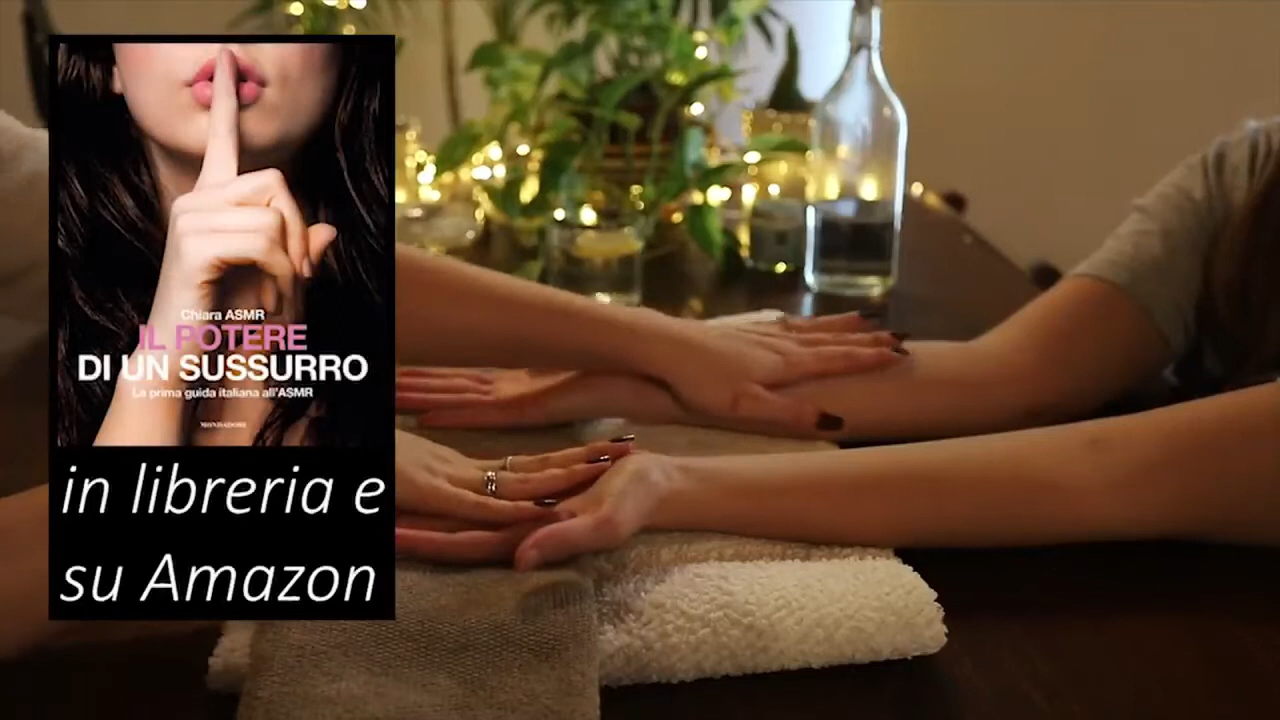 Chiara ASMR
IL POTERE
DI UN SUSSURRO
La prima guida italiana all'ASMR
MONDADORI
in libreria e
su Amazon